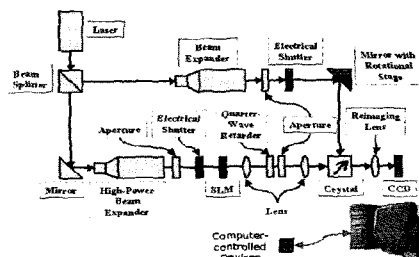 Laser
Beam
Expander
Electrical
Shutter
Mirror with
Rotational
Stage
Beam
Splitter
Aperture
Electrical
Shutter
Quarter-
Wave
Retarder
Aperture
Reimaging
Lens
Mirror
High-Power
Beam
Expander
SLM
Lens
Crystal
CCD
Computer-
controlled
Devices